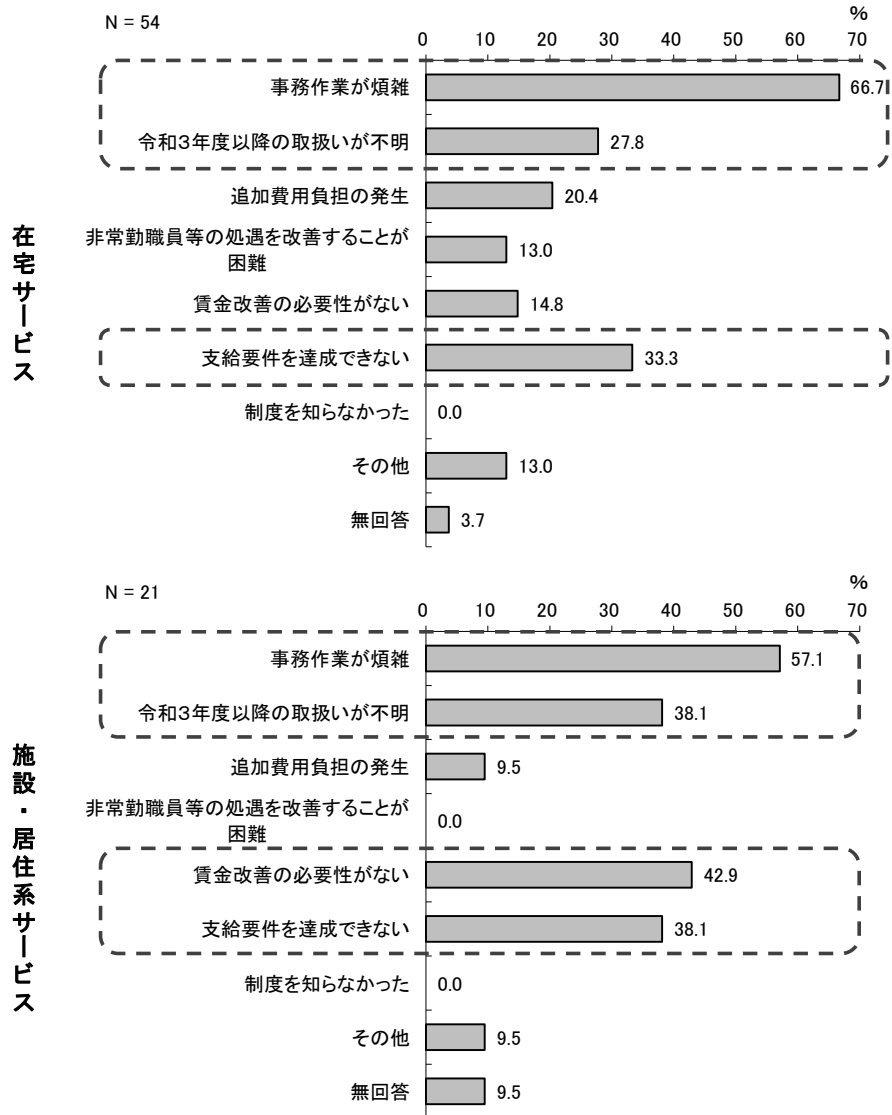 N = 54
%
0 10 20 30 40 50 60 70
在宅サービス
事務作業が煩雑 66.7
令和3年度以降の取扱いが不明 27.8
追加費用負担の発生 20.4
非常勤職員等の処遇を改善することが
困難 13.0
賃金改善の必要性がない 14.8
支給要件を達成できない 33.3
制度を知らなかった 0.0
その他 13.0
無回答 3.7
N = 21
%
0 10 20 30 40 50 60 70
施設・居住系サービス
事務作業が煩雑 57.1
令和3年度以降の取扱いが不明 38.1
追加費用負担の発生 9.5
非常勤職員等の処遇を改善することが
困難 0.0
賃金改善の必要性がない 42.9
支給要件を達成できない 38.1
制度を知らなかった 0.0
その他 9.5
無回答 9.5